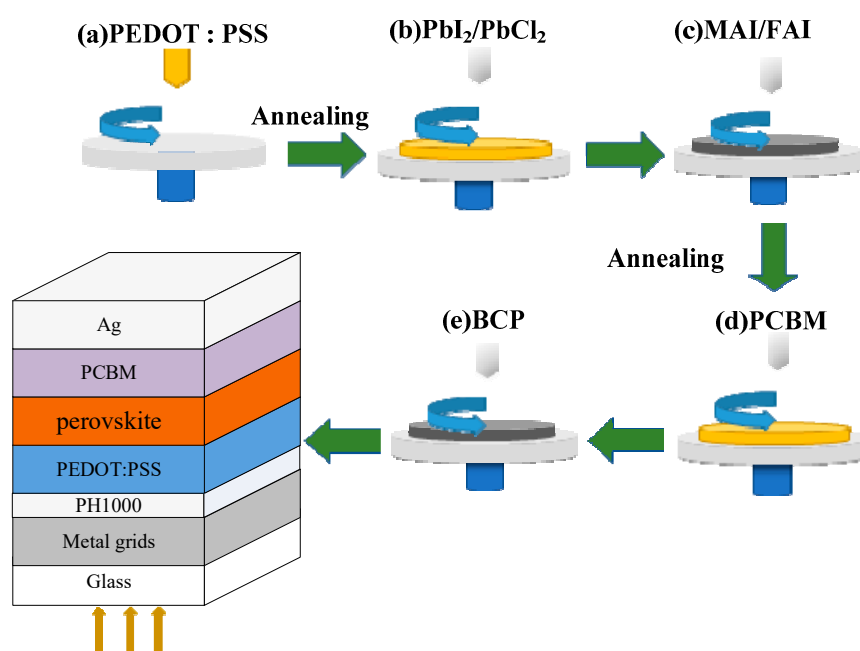 (a)PEDOT : PSS
(b)PbI₂/PbCl₂
(c)MAI/FAI
Annealing
Annealing
(d)PCBM
(e)BCP
Ag
PCBM
perovskite
PEDOT:PSS
PH1000
Metal grids
Glass